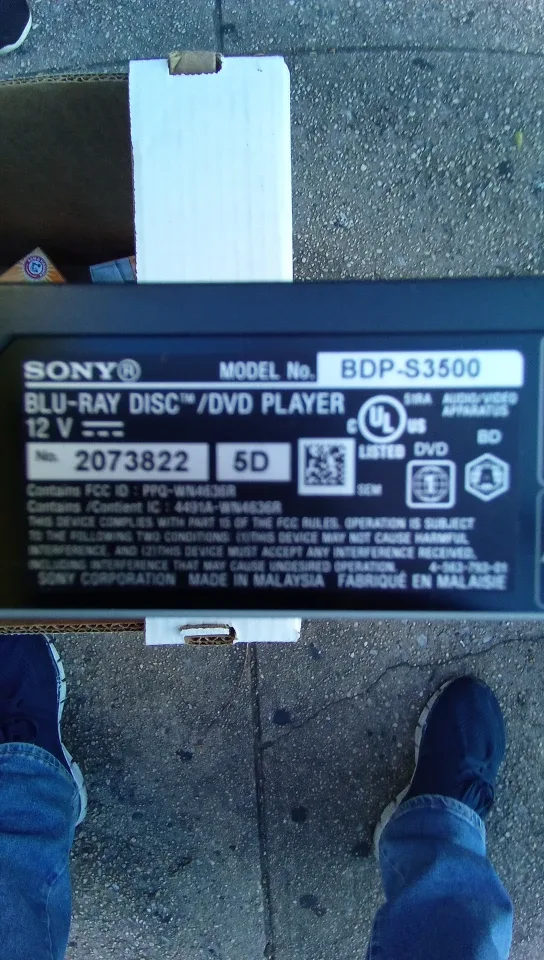 SONY® MODEL No. BDP-S3500
BLU-RAY DISC™/DVD PLAYER
12 V
C UL US LISTED 51RA AUDIO/VIDEO APPARATUS
No. 2073822 5D
SEM
DVD
1
BD
Contains FCC ID : PPQ-WN4636R
Contains /Contient IC : 4491A-WN4636R
THIS DEVICE COMPLIES WITH PART 15 OF THE FCC RULES. OPERATION IS SUBJECT
TO THE FOLLOWING TWO CONDITIONS: (1)THIS DEVICE MAY NOT CAUSE HARMFUL
INTERFERENCE, AND (2)THIS DEVICE MUST ACCEPT ANY INTERFERENCE RECEIVED,
INCLUDING INTERFERENCE THAT MAY CAUSE UNDESIRED OPERATION.
SONY CORPORATION MADE IN MALAYSIA FABRIQUÉ EN MALAISIE